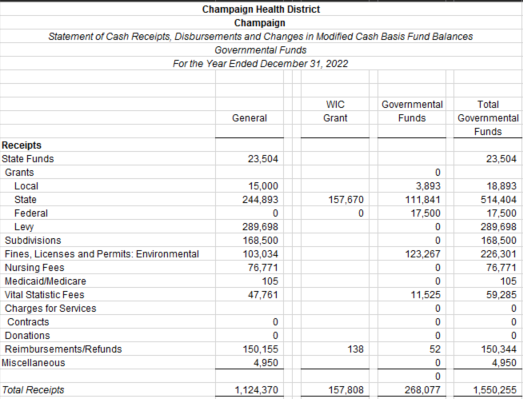 Champaign Health District
Champaign
Statement of Cash Receipts, Disbursements and Changes in Modified Cash Basis Fund Balances
Governmental Funds
For the Year Ended December 31, 2022
WIC Governmental Total
General Grant Funds Governmental
Funds
Receipts
State Funds 23,504 23,504
Grants 0
Local 15,000 3,893 18,893
State 244,893 157,670 111,841 514,404
Federal 0 0 17,500 17,500
Levy 289,698 0 289,698
Subdivisions 168,500 0 168,500
Fines, Licenses and Permits: Environmental 103,034 123,267 226,301
Nursing Fees 76,771 0 76,771
Medicaid/Medicare 105 0 105
Vital Statistic Fees 47,761 11,525 59,285
Charges for Services 0 0
Contracts 0 0 0
Donations 0 0 0
Reimbursements/Refunds 150,155 138 52 150,344
Miscellaneous 4,950 0 4,950
0
Total Receipts 1,124,370 157,808 268,077 1,550,255